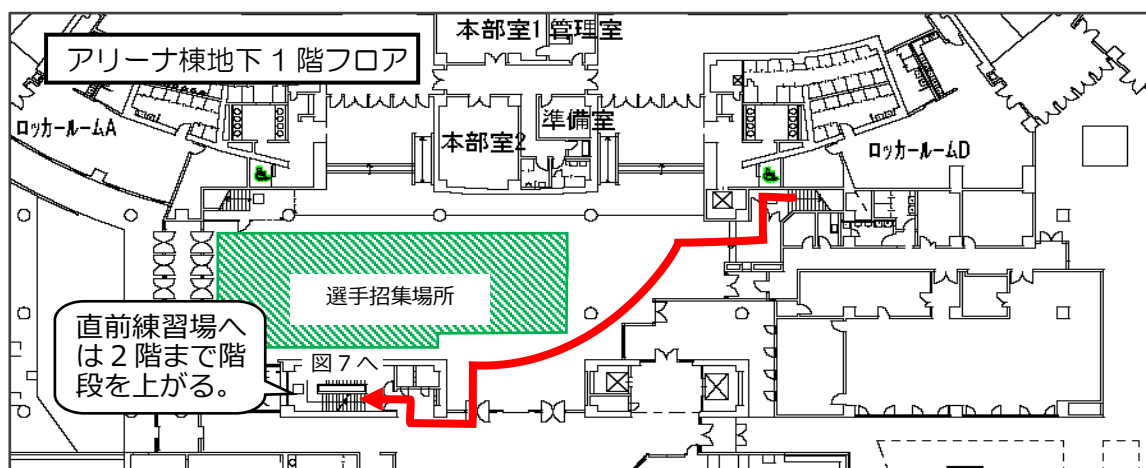 本部室1 管理室
アリーナ棟地下1階フロア
準備室
ロッカールームA
本部室2
ロッカールームD
選手招集場所
直前練習場へ
は2階まで階
段を上がる。
図7へ